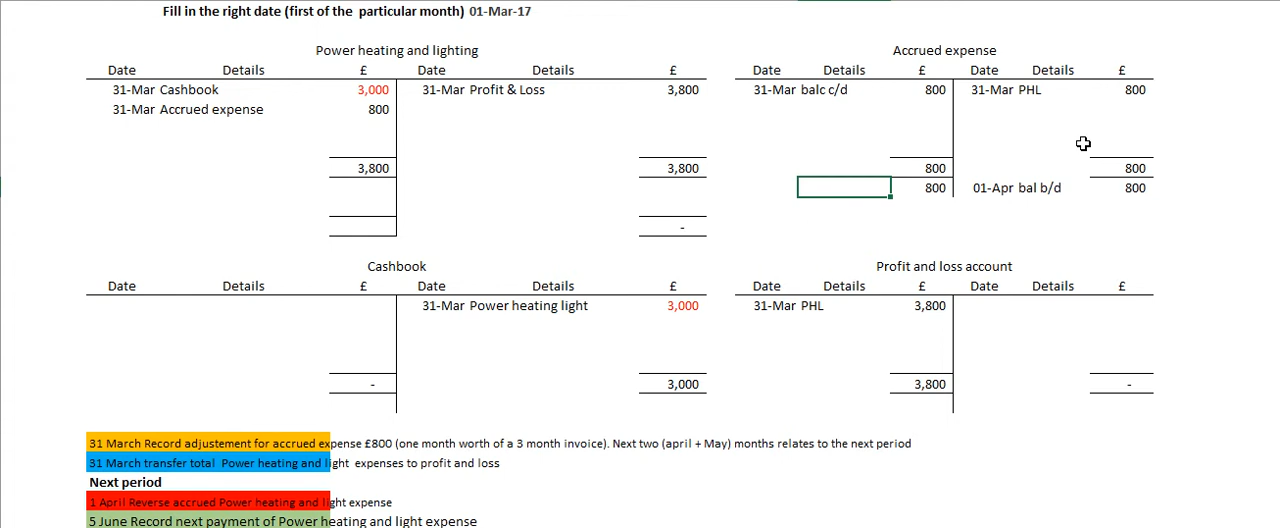 Fill in the right date (first of the particular month) 01-Mar-17
Power heating and lighting Accrued expense
Date Details £ Date Details £ Date Details £ Date Details £
31-Mar Cashbook 3,000 31-Mar Profit & Loss 3,800 31-Mar balc c/d 800 31-Mar PHL 800
31-Mar Accrued expense 800
3,800 3,800 800 800
800 01-Apr bal b/d 800
-
Cashbook Profit and loss account
Date Details £ Date Details £ Date Details £ Date Details £
31-Mar Power heating light 3,000 31-Mar PHL 3,800
- 3,000 3,800 -
31 March Record adjustement for accrued expense £800 (one month worth of a 3 month invoice). Next two (april + May) months relates to the next period
31 March transfer total Power heating and light expenses to profit and loss
Next period
1 April Reverse accrued Power heating and light expense
5 June Record next payment of Power heating and light expense